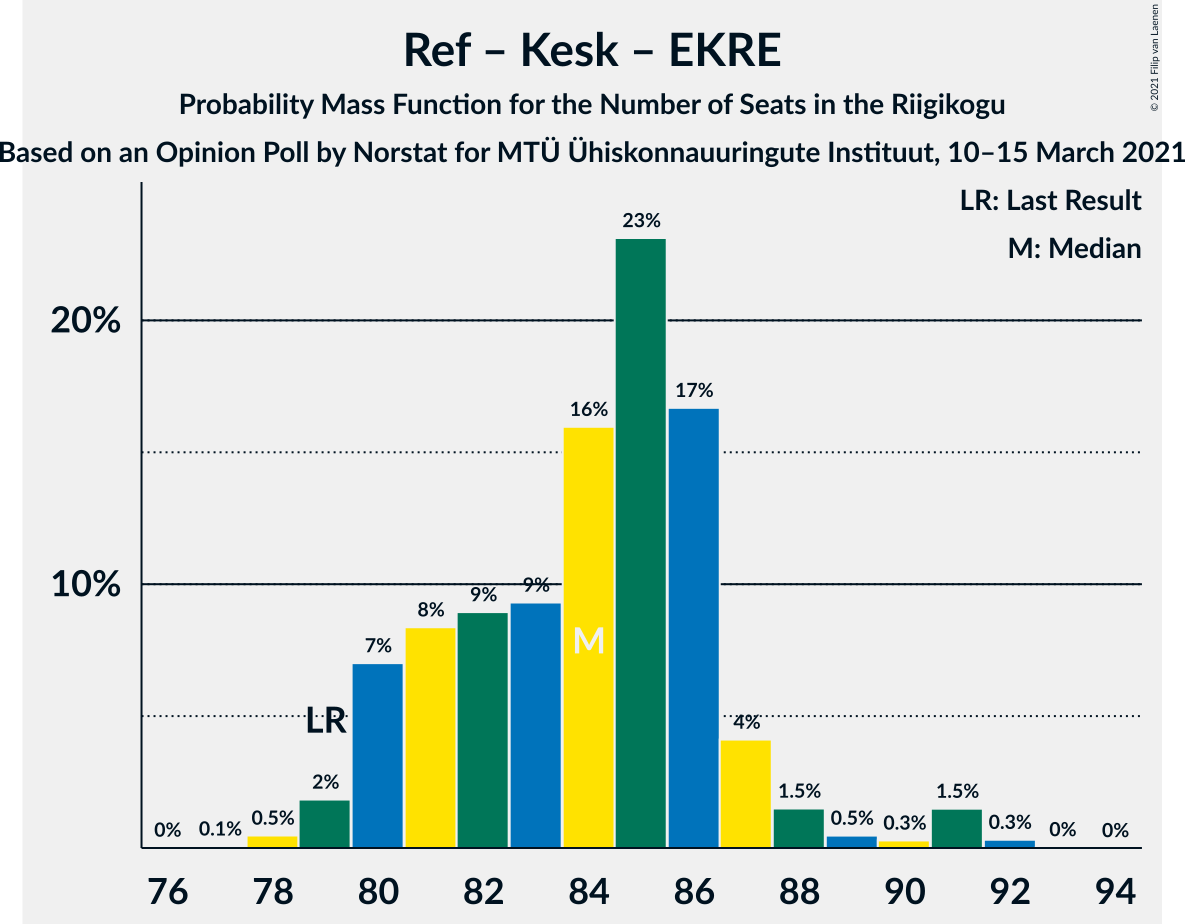 Ref – Kesk – EKRE
Probability Mass Function for the Number of Seats in the Riigikogu
Based on an Opinion Poll by Norstat for MTÜ Ühiskonnauuringute Instituut, 10–15 March 2021
© 2021 Filip van Laenen
LR: Last Result
M: Median
20%
10%
0%
0.1%
0.5%
2%
LR
7%
8%
9%
9%
16%
M
23%
17%
4%
1.5%
0.5%
0.3%
1.5%
0.3%
0%
0%
76 78 80 82 84 86 88 90 92 94